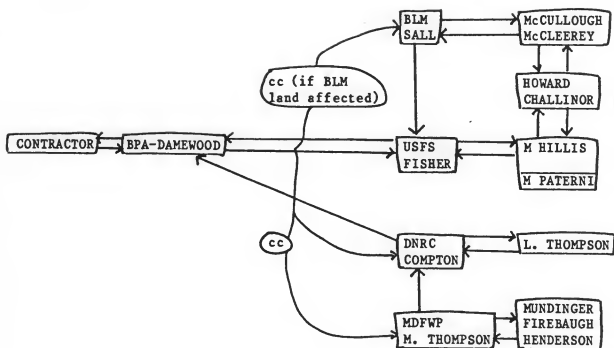 BLM
SALL
McCULLOUGH
McCLEEREY
cc (if BLM
land affected)
HOWARD
CHALLINOR
CONTRACTOR
BPA-DAMEWOOD
USFS
FISHER
M HILLIS
M PATERNI
cc
DNRC
COMPTON
L. THOMPSON
MDFWP
M. THOMPSON
MUNDINGER
FIREBAUGH
HENDERSON